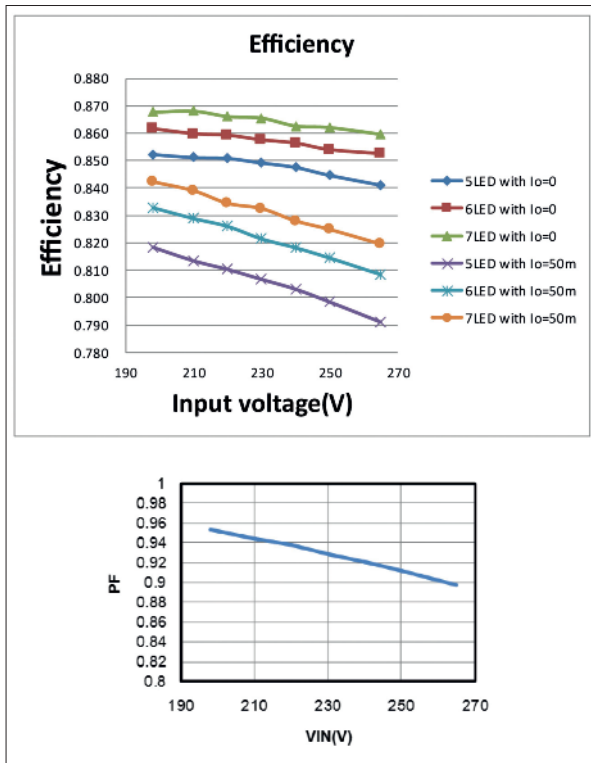 Efficiency
0.880
0.870
0.860
0.850
0.840
0.830
0.820
0.810
0.800
0.790
0.780
Efficiency
190
210
230
250
270
Input voltage(V)
5LED with Io=0
6LED with Io=0
7LED with Io=0
5LED with Io=50m
6LED with Io=50m
7LED with Io=50m
1
0.98
0.96
0.94
0.92
0.9
0.88
0.86
0.84
0.82
0.8
PF
190
210
230
250
270
VIN(V)